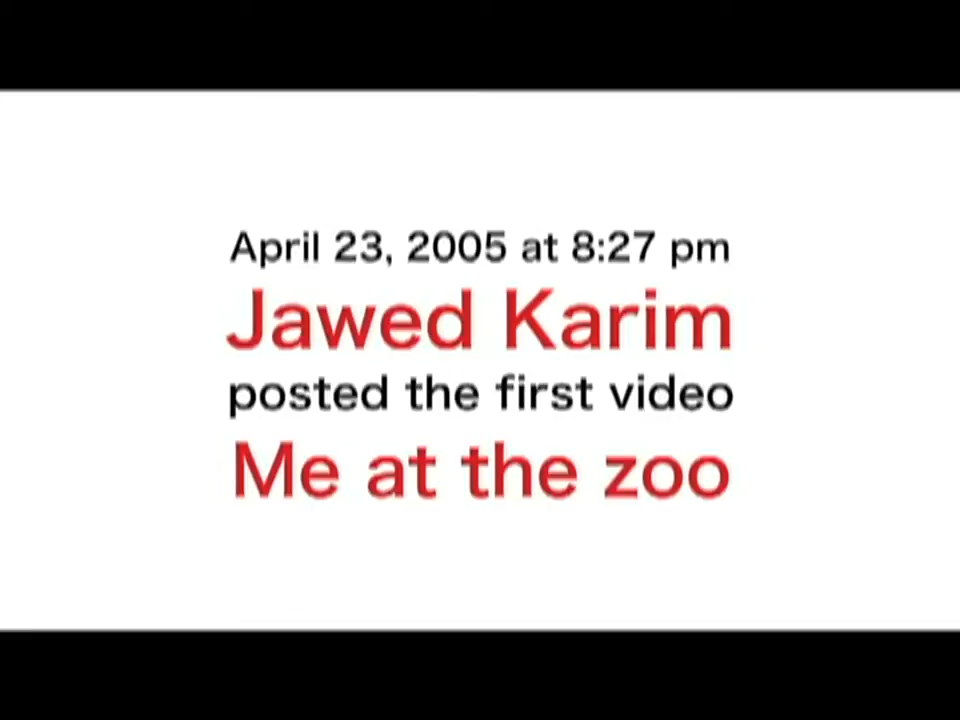 April 23, 2005 at 8:27 pm
Jawed Karim
posted the first video
Me at the zoo